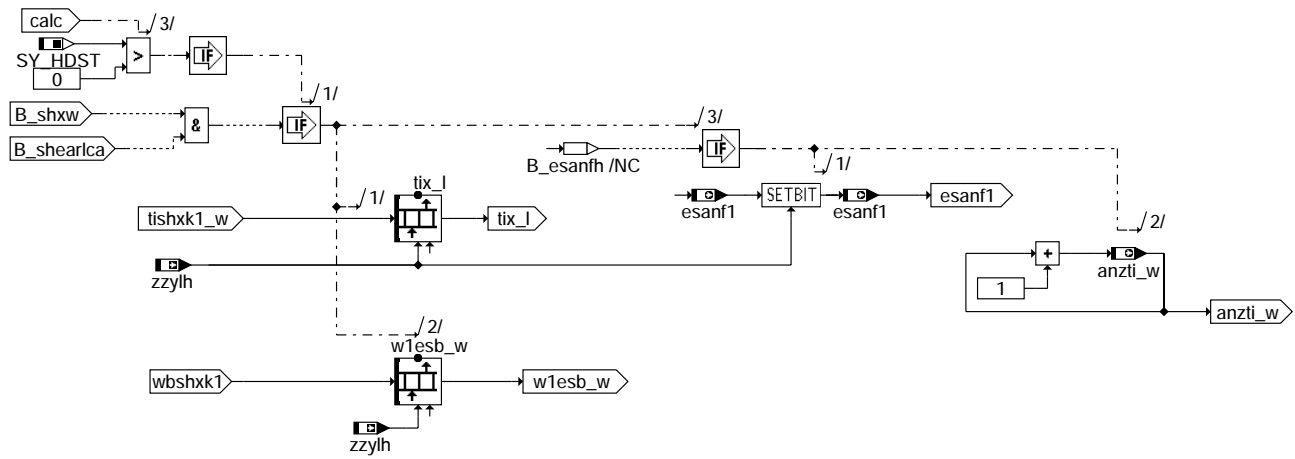 calc
/3/
SY_HDST
>
IF
0
/1/
B_shxw
&
IF
B_shearlca
/3/
IF
B_esanfh /NC
/1/
tix_l
/1/
SETBIT
esanf1
esanf1
esanf1
tishxk1_w
tix_l
/2/
zzylh
+
anzti_w
1
anzti_w
/2/
w1esb_w
wbshxk1
w1esb_w
zzylh